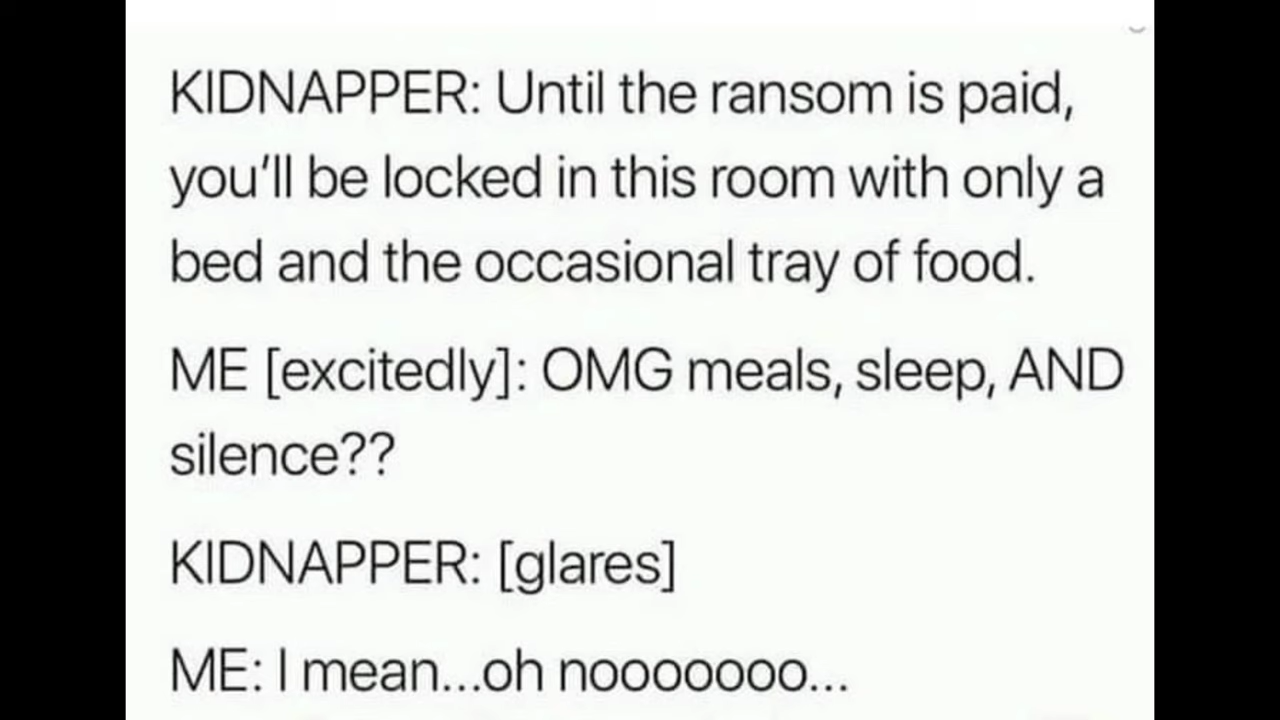 KIDNAPPER: Until the ransom is paid,
you'll be locked in this room with only a
bed and the occasional tray of food.
ME [excitedly]: OMG meals, sleep, AND
silence??
KIDNAPPER: [glares]
ME: I mean...oh nooooooo...